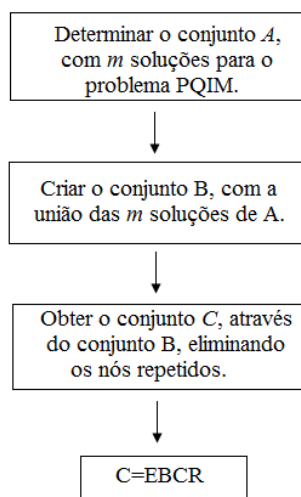 Determinar o conjunto A,
com m soluções para o
problema PQIM.
Criar o conjunto B, com a
união das m soluções de A.
Obter o conjunto C, através
do conjunto B, eliminando
os nós repetidos.
C=EBCR